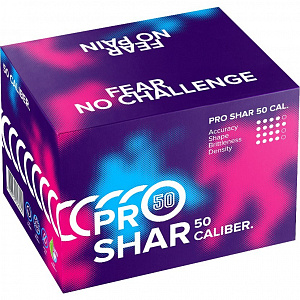 FEAR
NO PAIN
FEAR
NO CHALLENGE
PRO SHAR 50 CAL.
Accuracy
Shape
Brittleness
Density
PRO
50
SHAR
50
CALIBER.